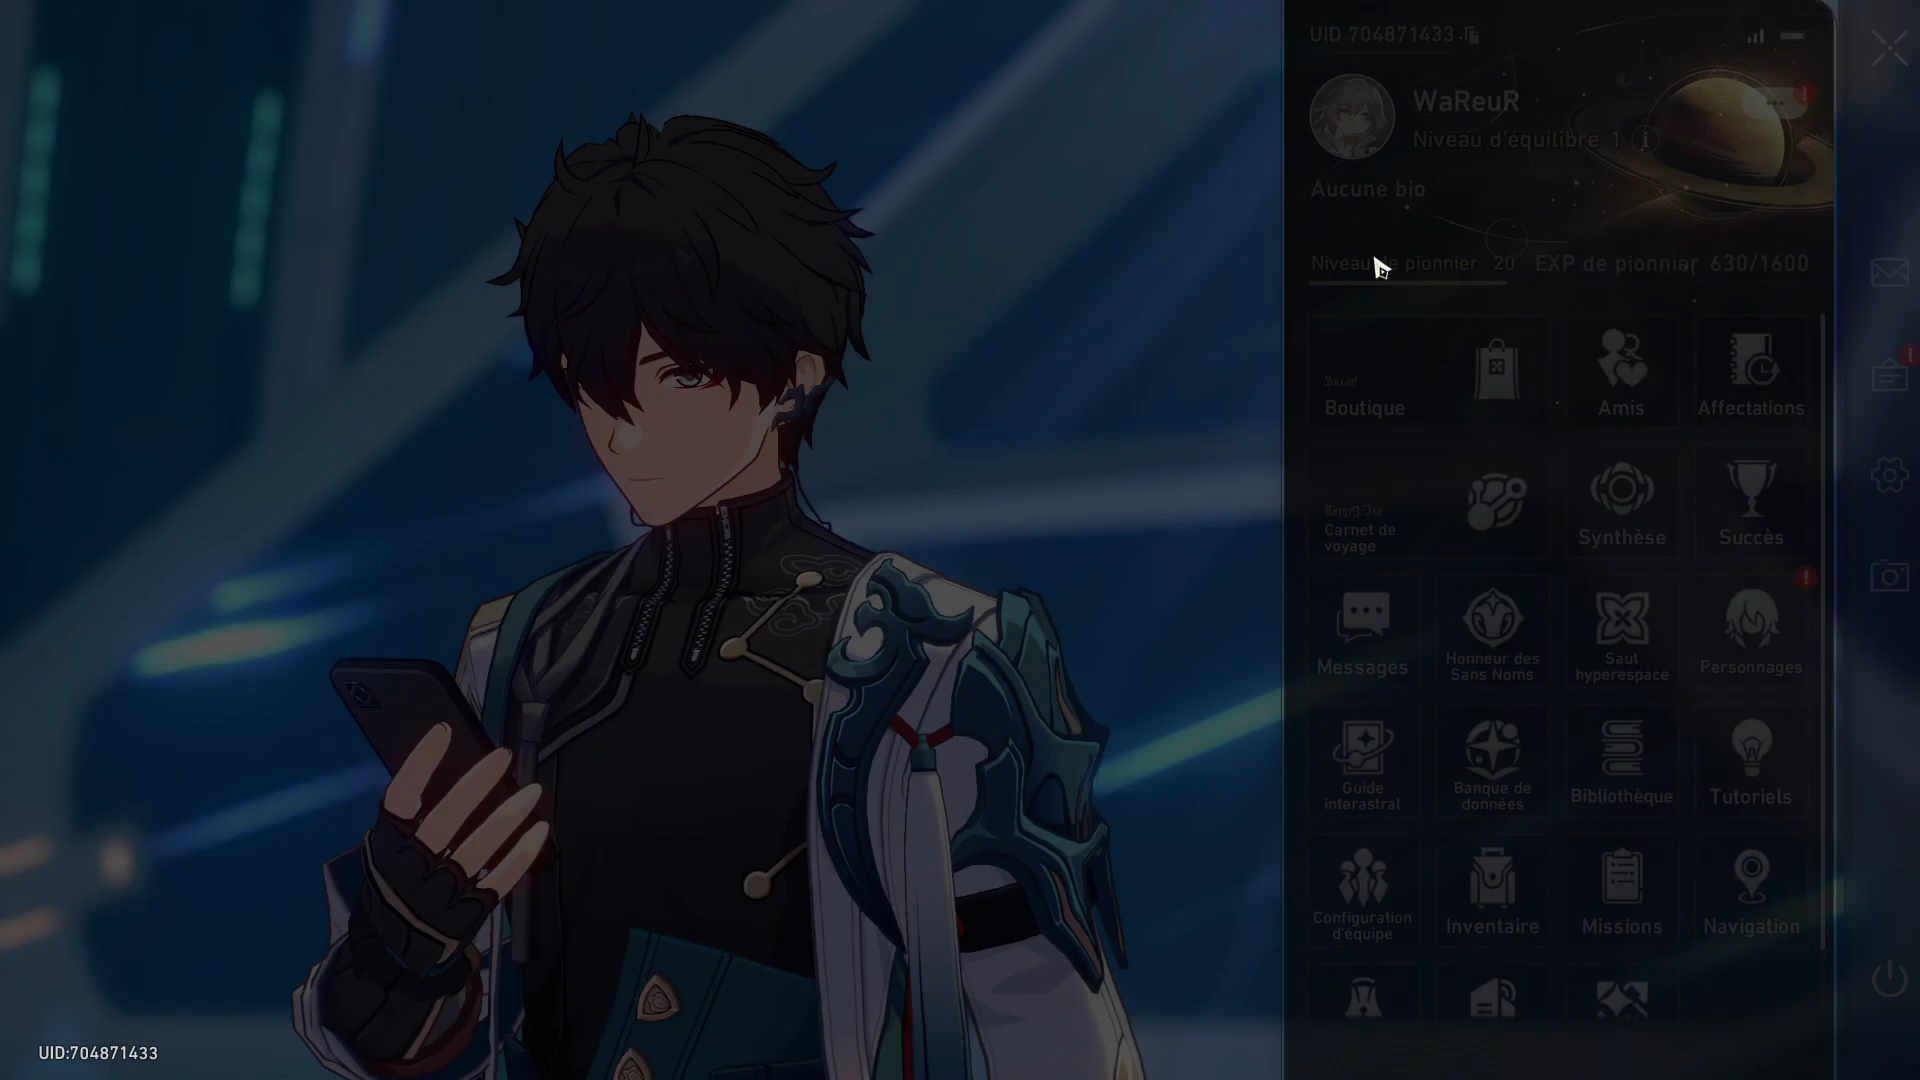 UID 704871433
WaReuR
Niveau d'équilibre 1
Aucune bio
Niveau de pionnier 20 EXP de pionnier 630/1600
Boutique
Amis
Affectations
Carnet de
voyage
Synthèse
Succès
Messages
Honneur des
Sans Noms
Saut
hyperespace
Personnages
Guide
interastral
Banque de
données
Bibliothèque
Tutoriels
Configuration
d'équipe
Inventaire
Missions
Navigation
UID:704871433